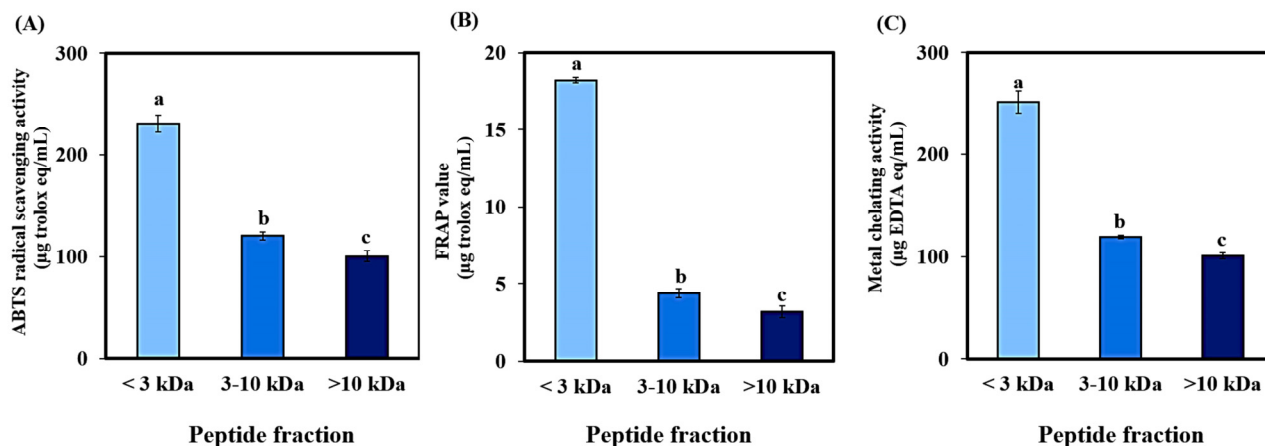 (A)
ABTS radical scavenging activity
(µg trolox eq/mL)
300
200
100
0
a
b
c
< 3 kDa 3-10 kDa >10 kDa
Peptide fraction
(B)
FRAP value
(µg trolox eq/mL)
20
15
10
5
0
a
b
c
< 3 kDa 3-10 kDa >10 kDa
Peptide fraction
(C)
Metal chelating activity
(µg EDTA eq/mL)
300
200
100
0
a
b
c
< 3 kDa 3-10 kDa >10 kDa
Peptide fraction